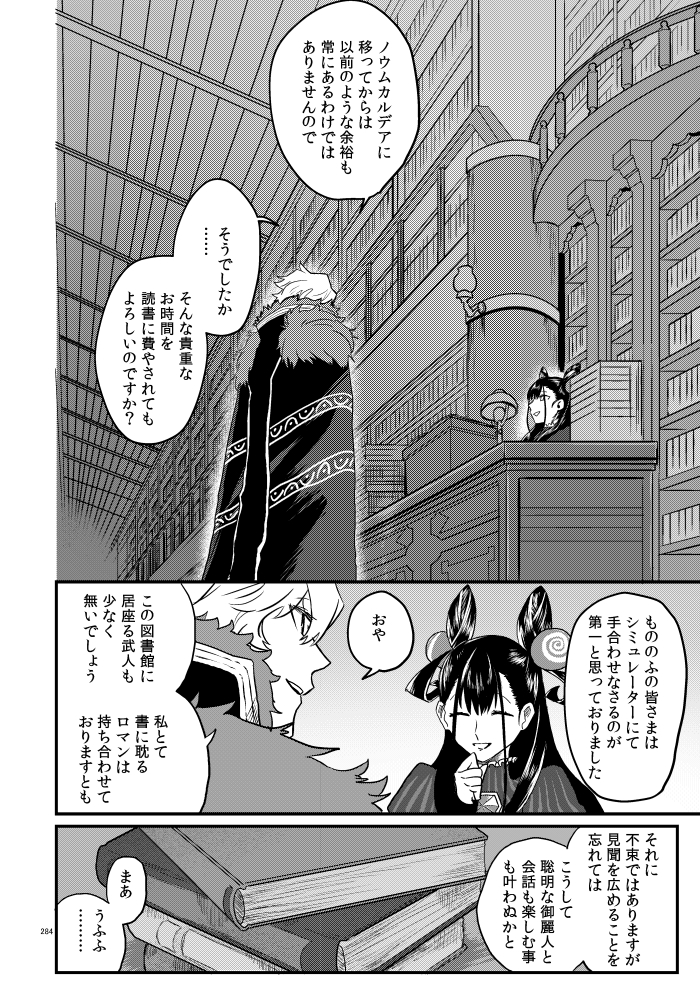 ノウムカルデアに
移ってからは
以前のような余裕も
常にあるわけでは
ありませんので
そうでしたか
……
そんな貴重な
お時間を
読書に費やされても
よろしいのですか？
もののふの皆さまは
シミュレーターにて
手合わせなさるのが
第一と思っておりました
おや
この図書館に
居座る武人も
少なく
無いでしょう
私とて
書に耽る
ロマンは
持ち合わせて
おりますとも
それに
不束ではありますが
見聞を広めることを
忘れては
こうして
聡明な御麗人と
会話も楽しむ事
も叶わぬかと
まあ
うふふ
………
284